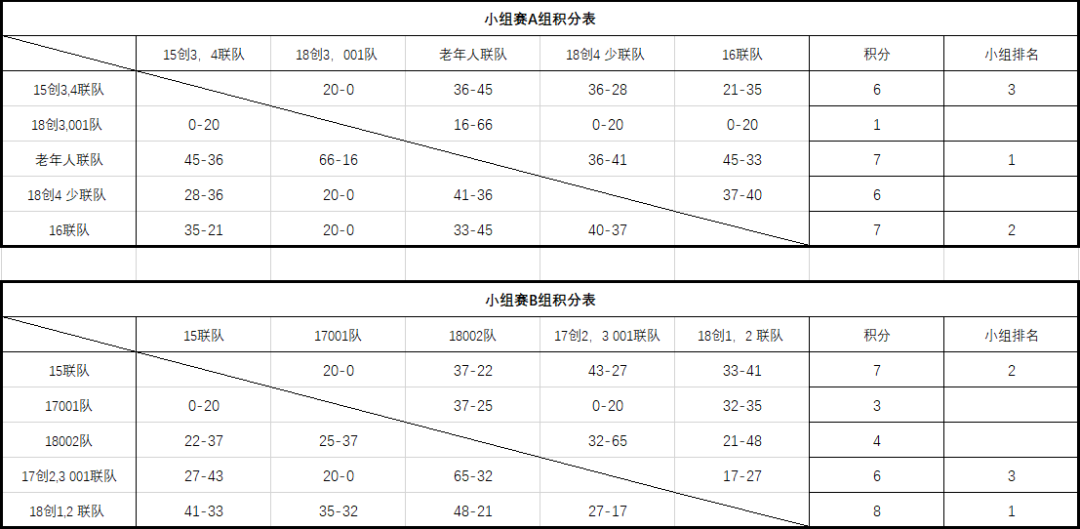 小组赛A组积分表
15创3，4联队 18创3，001队 老年人联队 18创4 少联队 16联队 积分 小组排名
15创3,4联队 20-0 36-45 36-28 21-35 6 3
18创3,001队 0-20 16-66 0-20 0-20 1
老年人联队 45-36 66-16 36-41 45-33 7 1
18创4 少联队 28-36 20-0 41-36 37-40 6
16联队 35-21 20-0 33-45 40-37 7 2
小组赛B组积分表
15联队 17001队 18002队 17创2，3 001联队 18创1，2 联队 积分 小组排名
15联队 20-0 37-22 43-27 33-41 7 2
17001队 0-20 37-25 0-20 32-35 3
18002队 22-37 25-37 32-65 21-48 4
17创2,3 001联队 27-43 20-0 65-32 17-27 6 3
18创1,2 联队 41-33 35-32 48-21 27-17 8 1